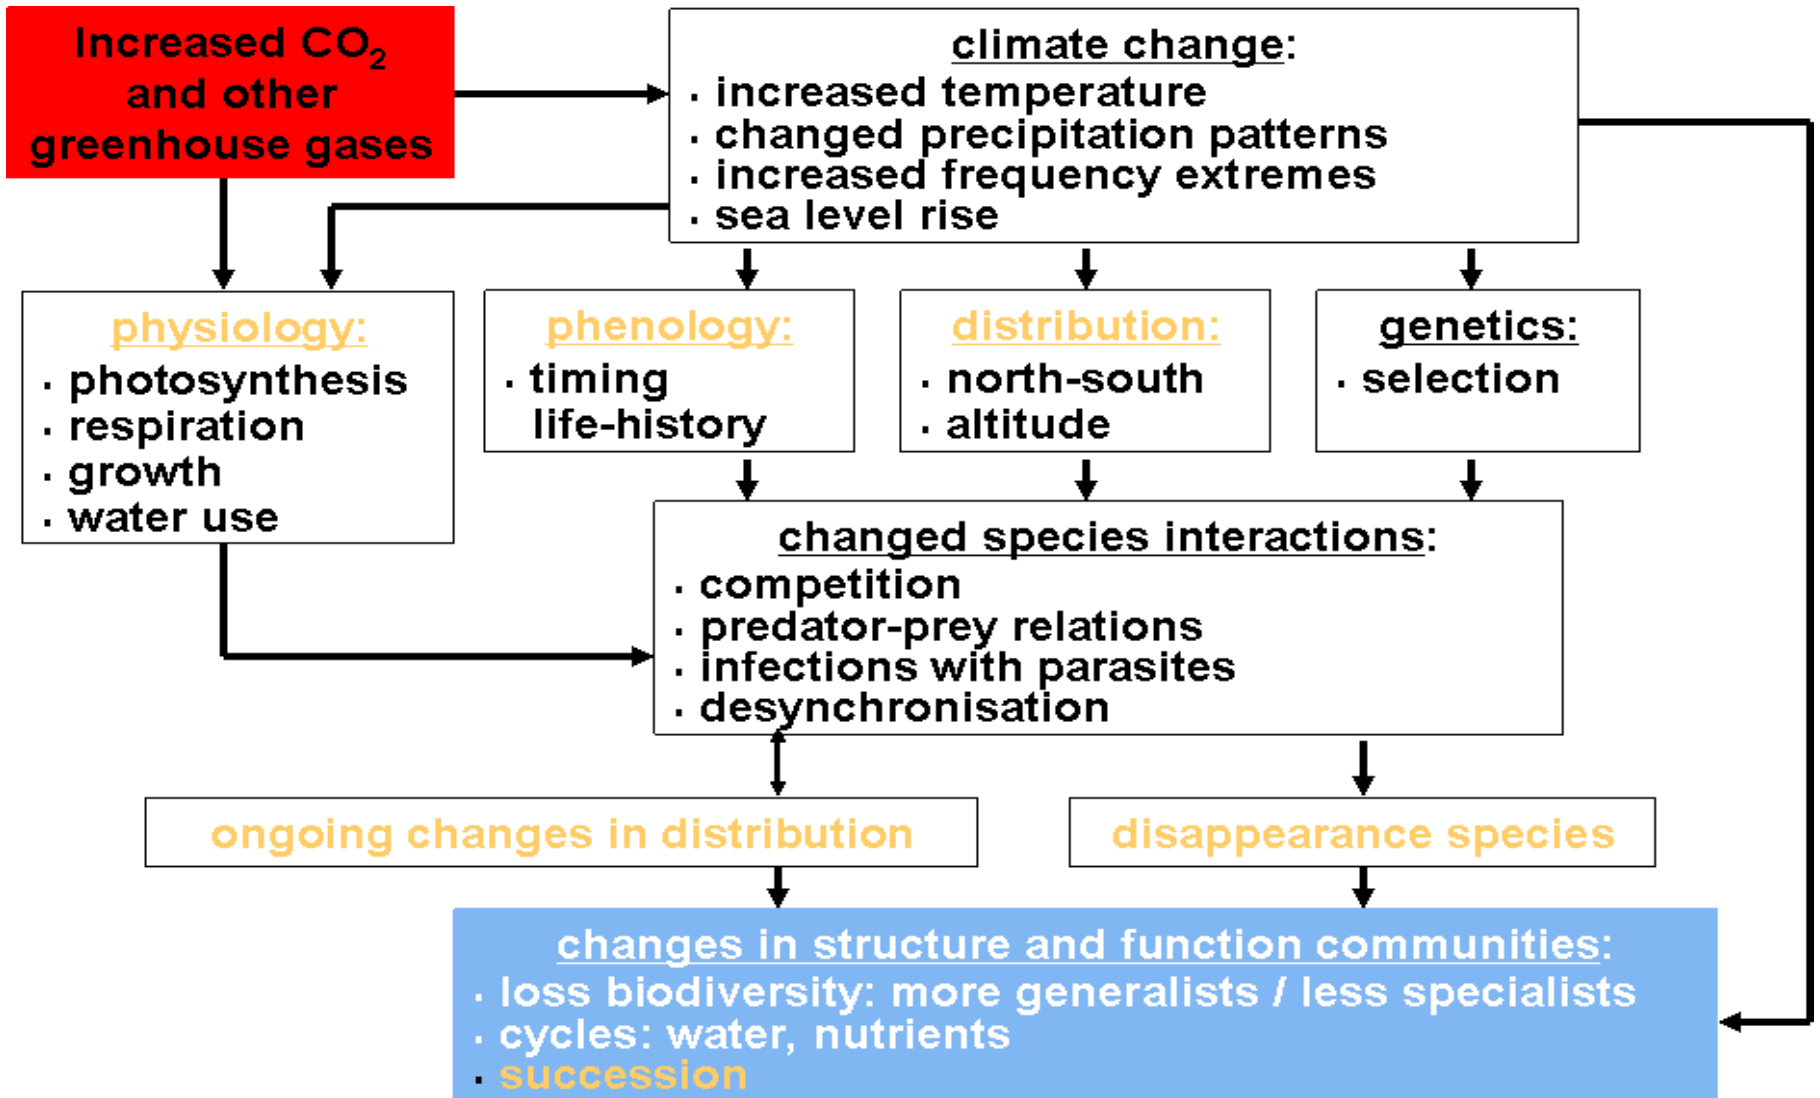 Increased CO₂
and other
greenhouse gases
climate change:
· increased temperature
· changed precipitation patterns
· increased frequency extremes
· sea level rise
physiology:
· photosynthesis
· respiration
· growth
· water use
phenology:
· timing
life-history
distribution:
· north-south
· altitude
genetics:
· selection
changed species interactions:
· competition
· predator-prey relations
· infections with parasites
· desynchronisation
ongoing changes in distribution
disappearance species
changes in structure and function communities:
· loss biodiversity: more generalists / less specialists
· cycles: water, nutrients
· succession